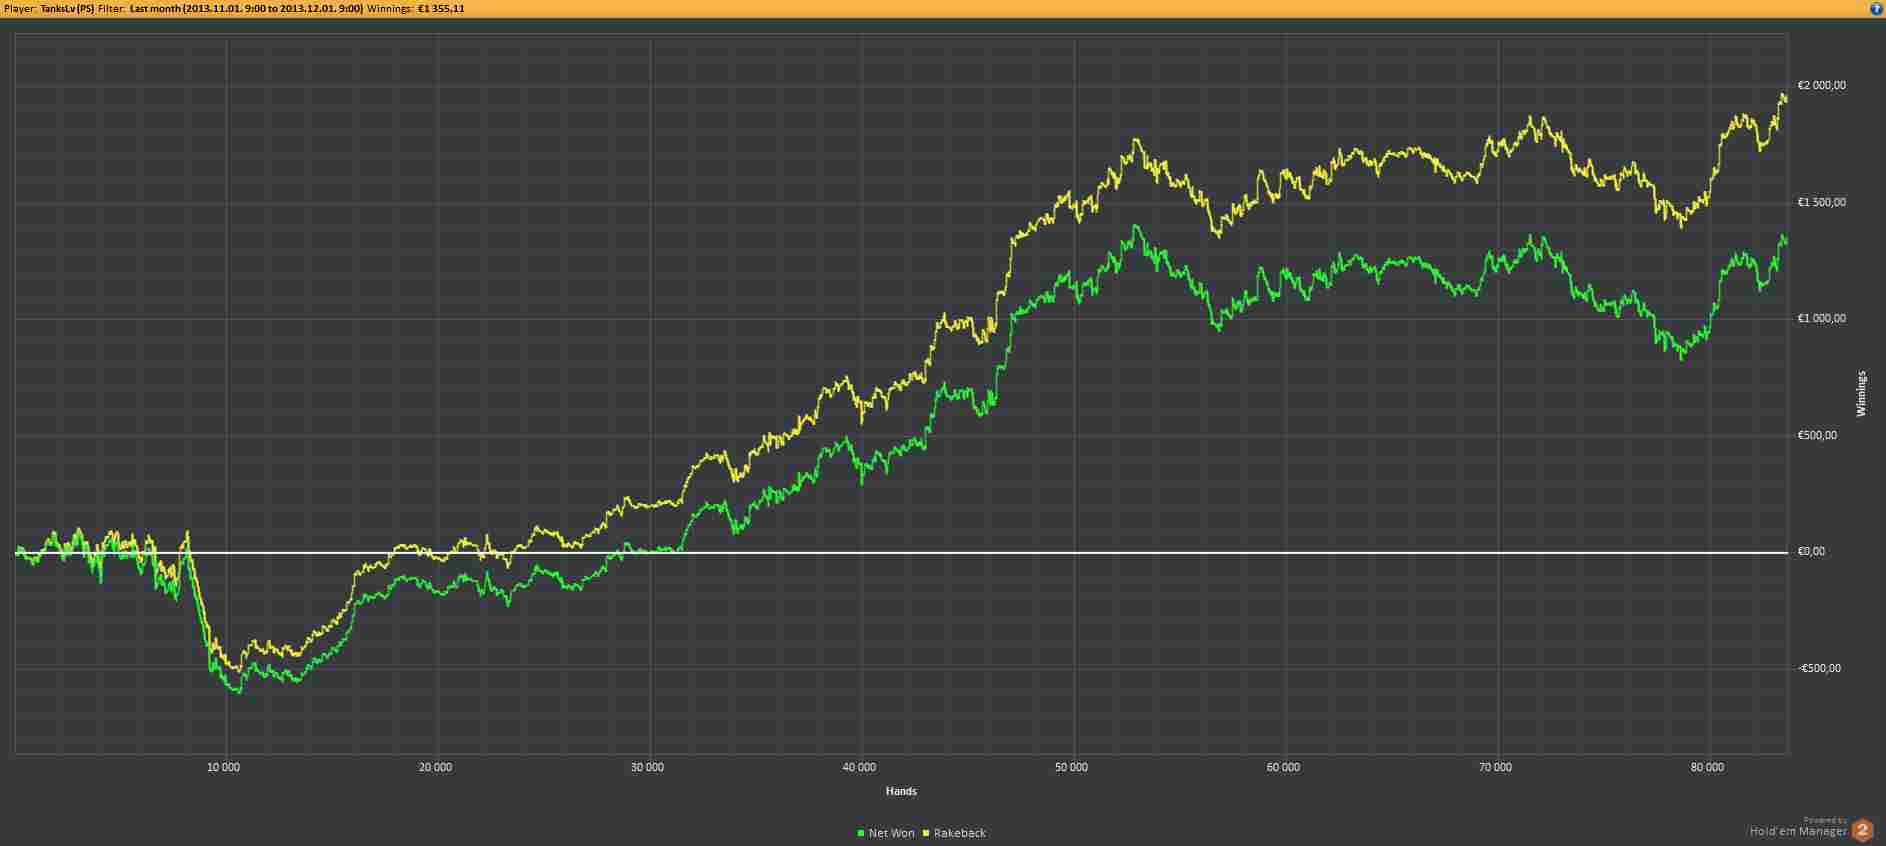 Player: TanksLv (PS) Filter: Last month (2013.11.01. 9:00 to 2013.12.01. 9:00) Winnings: €1 355,11
?
€2 000,00
€1 500,00
€1 000,00
€500,00
€0,00
-€500,00
Winnings
10 000 20 000 30 000 40 000 50 000 60 000 70 000 80 000
Hands
Net Won Rakeback
Powered by
Hold'em Manager 2